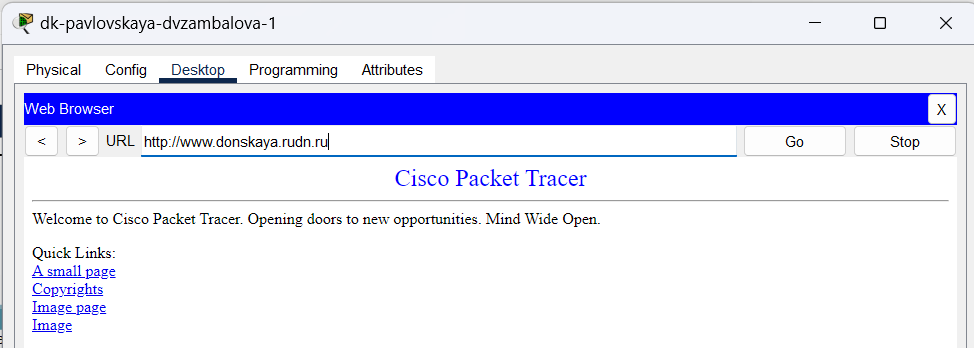 dk-pavlovskaya-dvzambalova-1
Physical Config Desktop Programming Attributes
Web Browser X
< > URL http://www.donskaya.rudn.ru Go Stop
Cisco Packet Tracer
Welcome to Cisco Packet Tracer. Opening doors to new opportunities. Mind Wide Open.
Quick Links:
A small page
Copyrights
Image page
Image